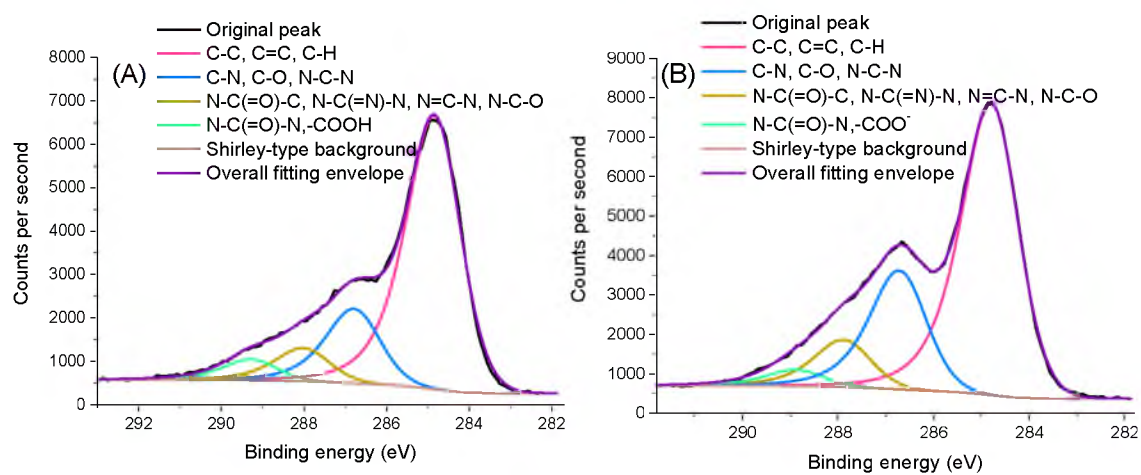 (A)
Original peak
C-C, C=C, C-H
C-N, C-O, N-C-N
N-C(=O)-C, N-C(=N)-N, N=C-N, N-C-O
N-C(=O)-N,-COOH
Shirley-type background
Overall fitting envelope
8000
7000
6000
5000
4000
3000
2000
1000
0
Counts per second
292 290 288 286 284 282
Binding energy (eV)
(B)
Original peak
C-C, C=C, C-H
C-N, C-O, N-C-N
N-C(=O)-C, N-C(=N)-N, N=C-N, N-C-O
N-C(=O)-N,-COO⁻
Shirley-type background
Overall fitting envelope
9000
8000
7000
6000
5000
4000
3000
2000
1000
0
Counts per second
290 288 286 284 282
Binding energy (eV)